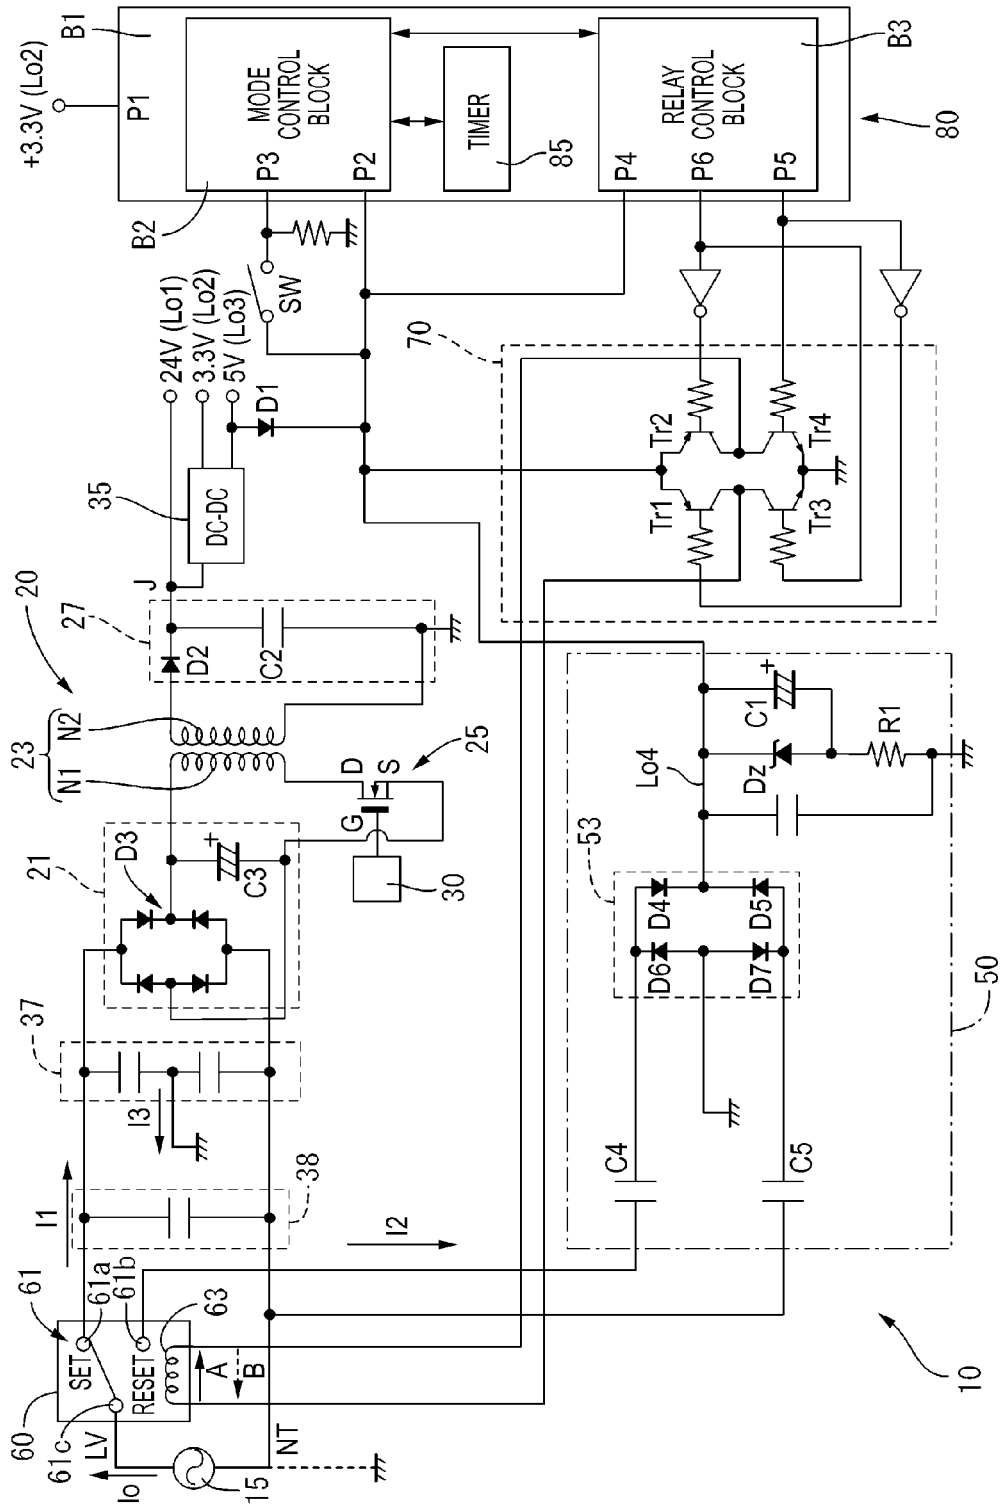 B1
+3.3V (Lo2)
P1
MODE
CONTROL
BLOCK
P3
P2
B2
TIMER
85
RELAY
CONTROL
BLOCK
B3
P4
P6
P5
80
SW
24V (Lo1)
3.3V (Lo2)
5V (Lo3)
D1
35
DC-DC
J
70
Tr2
Tr4
Tr1
Tr3
20
27
D2
C2
23
N1
N2
25
D
S
G
30
21
D3
C3
37
I3
38
I1
I2
Lo4
53
D4
D5
D6
D7
C1
+
Dz
R1
+
50
C4
C5
60
61
SET
61a
RESET
61b
61c
63
A
B
LV
NT
Io
15
10